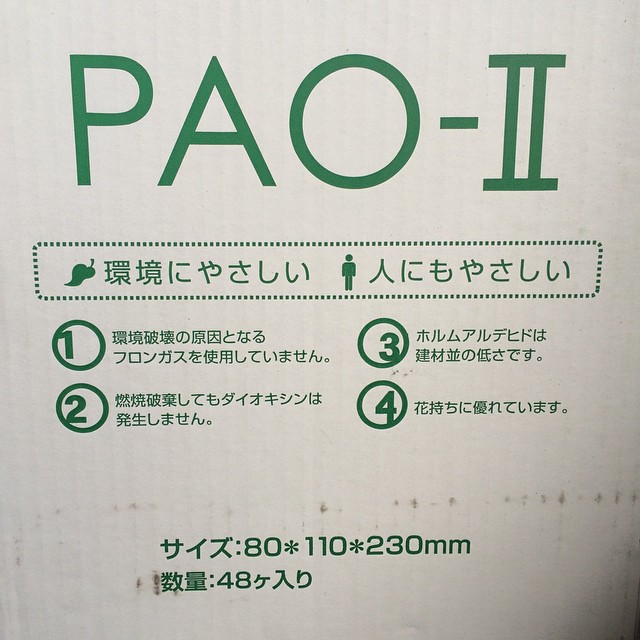 PAO-Ⅱ
環境にやさしい 人にもやさしい
1 環境破壊の原因となる
フロンガスを使用していません。
2 燃焼破棄してもダイオキシンは
発生しません。
3 ホルムアルデヒドは
建材並の低さです。
4 花持ちに優れています。
サイズ:80*110*230mm
数量:48ヶ入り